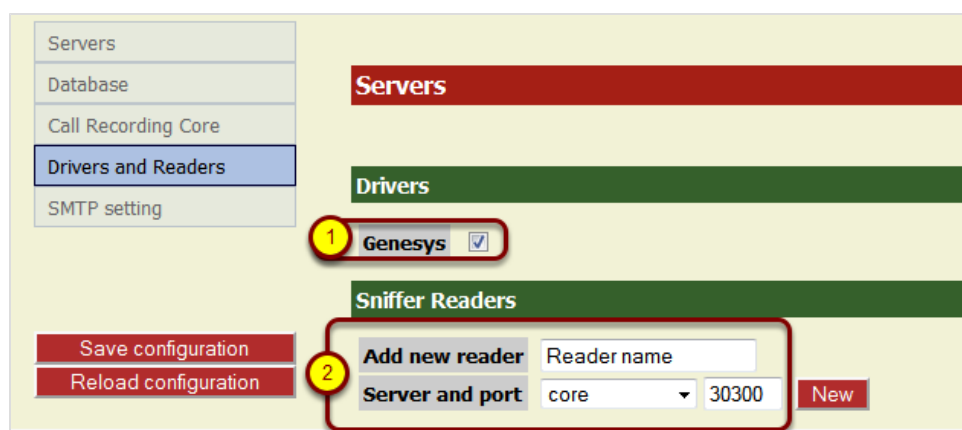 Servers
Database
Call Recording Core
Drivers and Readers
SMTP setting
Save configuration
Reload configuration
Servers
Drivers
1
Genesys
Sniffer Readers
2
Add new reader Reader name
Server and port core 30300 New